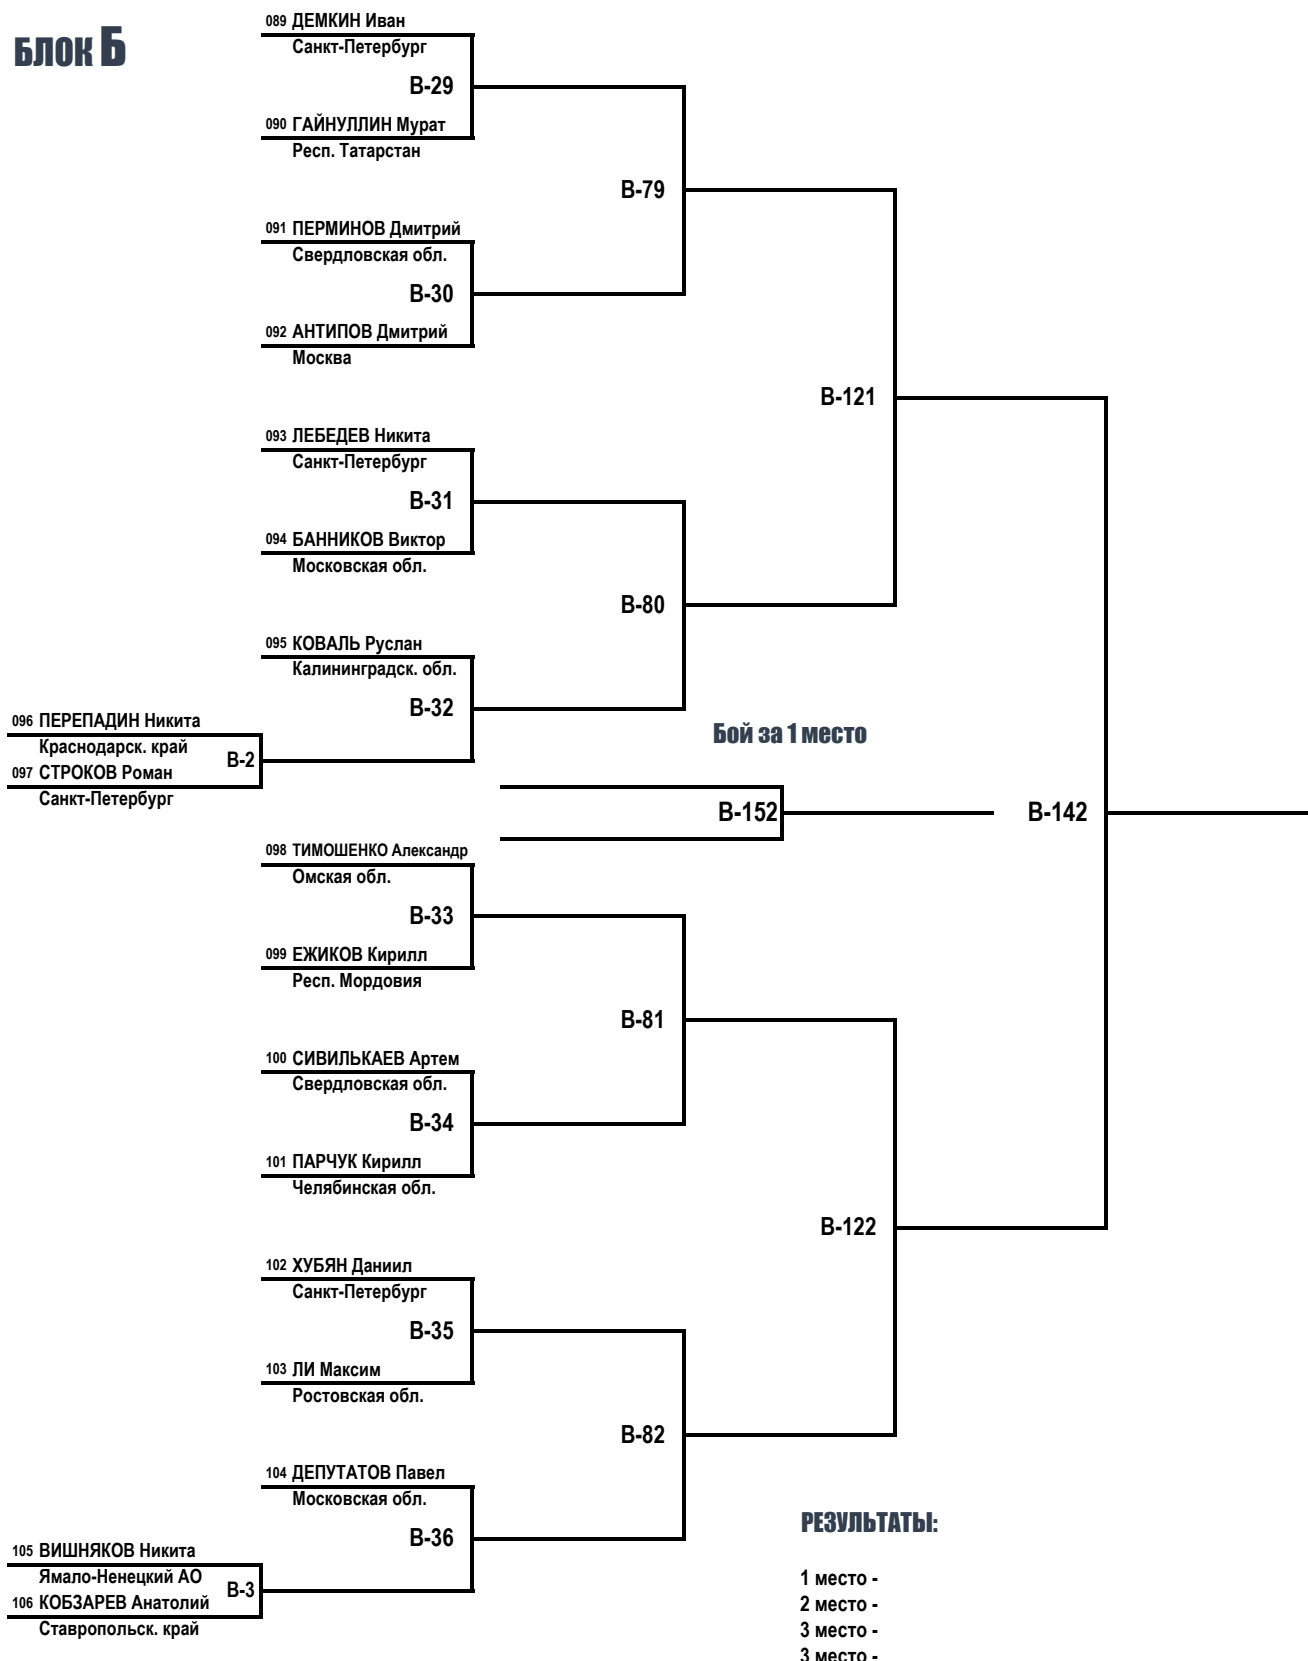 БЛОК Б
089 ДЕМКИН Иван
Санкт-Петербург
В-29
090 ГАЙНУЛЛИН Мурат
Респ. Татарстан
В-79
091 ПЕРМИНОВ Дмитрий
Свердловская обл.
В-30
092 АНТИПОВ Дмитрий
Москва
В-121
093 ЛЕБЕДЕВ Никита
Санкт-Петербург
В-31
094 БАННИКОВ Виктор
Московская обл.
В-80
095 КОВАЛЬ Руслан
Калининградск. обл.
В-32
096 ПЕРЕПАДИН Никита
Краснодарск. край
В-2
097 СТРОКОВ Роман
Санкт-Петербург
Бой за 1 место
В-152
В-142
098 ТИМОШЕНКО Александр
Омская обл.
В-33
099 ЕЖИКОВ Кирилл
Респ. Мордовия
В-81
100 СИВИЛЬКАЕВ Артем
Свердловская обл.
В-34
101 ПАРЧУК Кирилл
Челябинская обл.
В-122
102 ХУБЯН Даниил
Санкт-Петербург
В-35
103 ЛИ Максим
Ростовская обл.
В-82
104 ДЕПУТАТОВ Павел
Московская обл.
В-36
105 ВИШНЯКОВ Никита
Ямало-Ненецкий АО
В-3
106 КОБЗАРЕВ Анатолий
Ставропольск. край
РЕЗУЛЬТАТЫ:
1 место -
2 место -
3 место -
3 место -